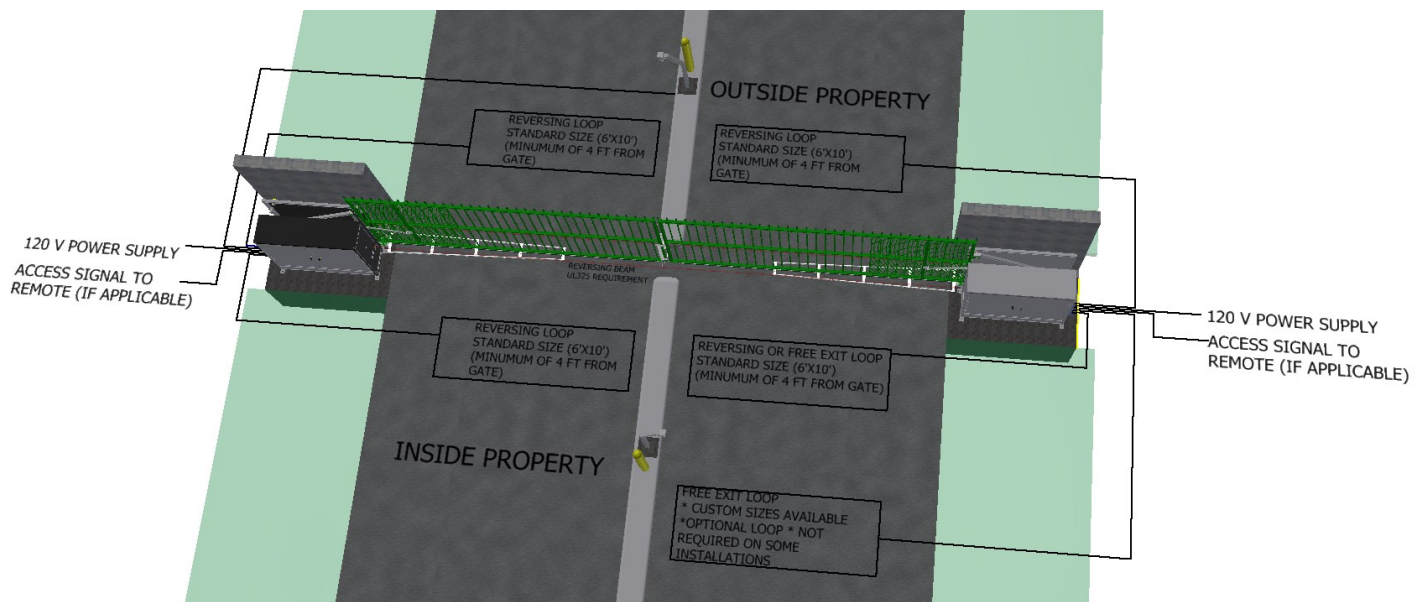 OUTSIDE PROPERTY
REVERSING LOOP
STANDARD SIZE (6'X10')
(MINUMUM OF 4 FT FROM
GATE)
REVERSING LOOP
STANDARD SIZE (6'X10')
(MINUMUM OF 4 FT FROM
GATE)
120 V POWER SUPPLY
ACCESS SIGNAL TO
REMOTE (IF APPLICABLE)
REVERSING BEAM
UL325 REQUIREMENT
120 V POWER SUPPLY
ACCESS SIGNAL TO
REMOTE (IF APPLICABLE)
REVERSING LOOP
STANDARD SIZE (6'X10')
(MINUMUM OF 4 FT FROM
GATE)
REVERSING OR FREE EXIT LOOP
STANDARD SIZE (6'X10')
(MINUMUM OF 4 FT FROM GATE)
INSIDE PROPERTY
FREE EXIT LOOP
* CUSTOM SIZES AVAILABLE
*OPTIONAL LOOP * NOT
REQUIRED ON SOME
INSTALLATIONS